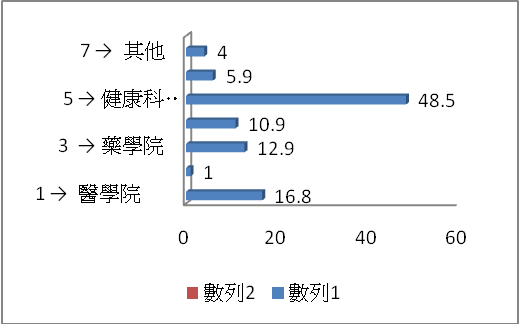 7 → 其他
4
5.9
5 → 健康科‥
48.5
10.9
3 → 藥學院
12.9
1
1 → 醫學院
16.8
0 20 40 60
數列2 數列1